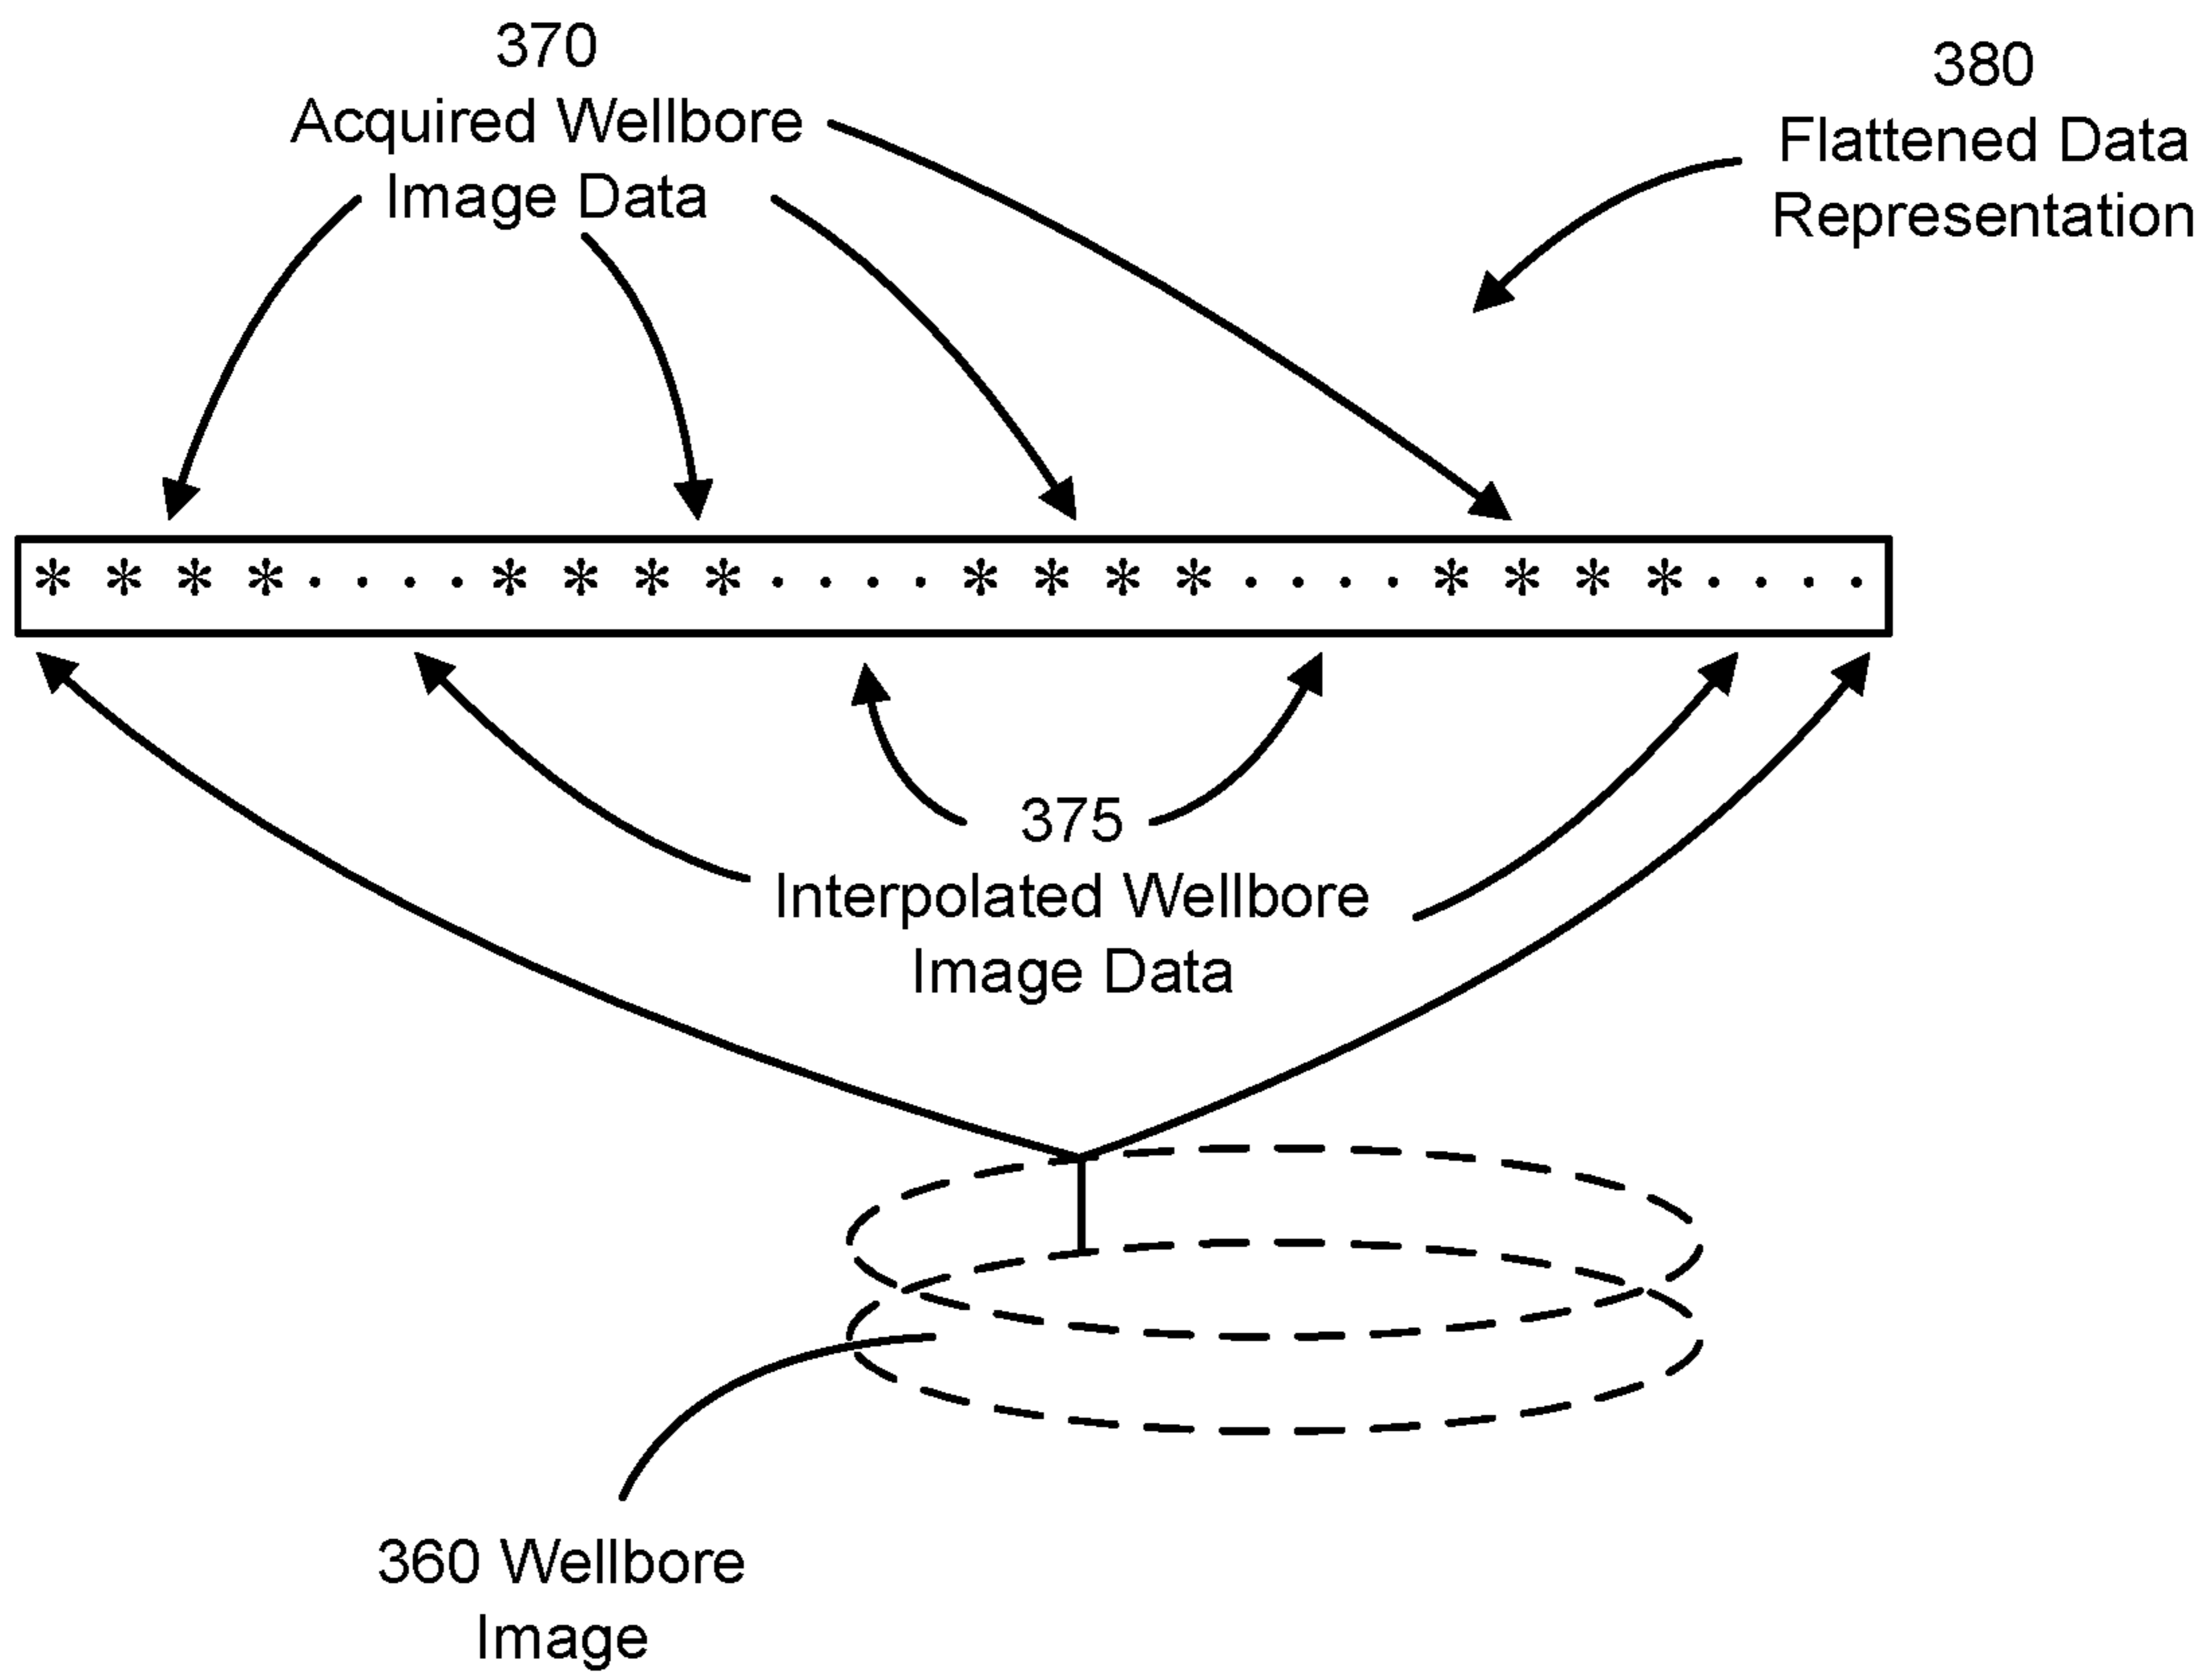 370
Acquired Wellbore
Image Data
380
Flattened Data
Representation
* * * * . . . . * * * * . . . . * * * * . . . . * * * * . . . .
375
Interpolated Wellbore
Image Data
360 Wellbore
Image